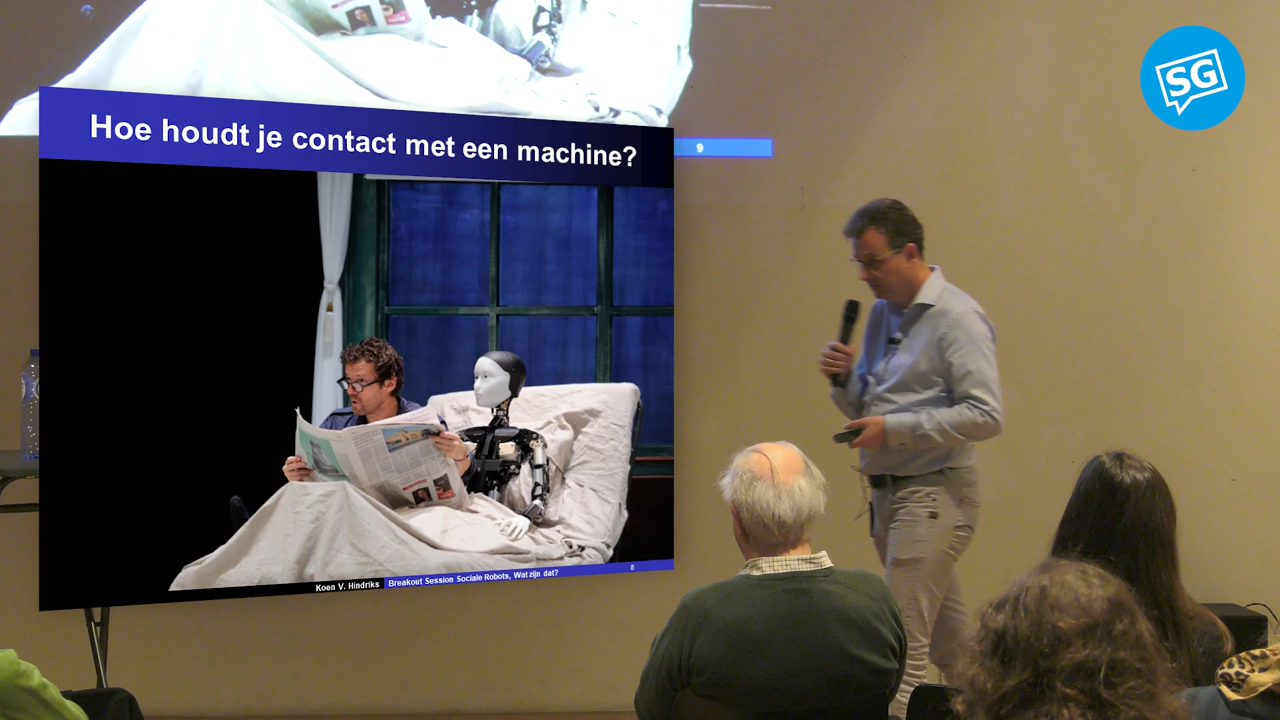 SG
Hoe houdt je contact met een machine?
9
Koen V. Hindriks Breakout Session Sociale Robots, Wat zijn dat? 8